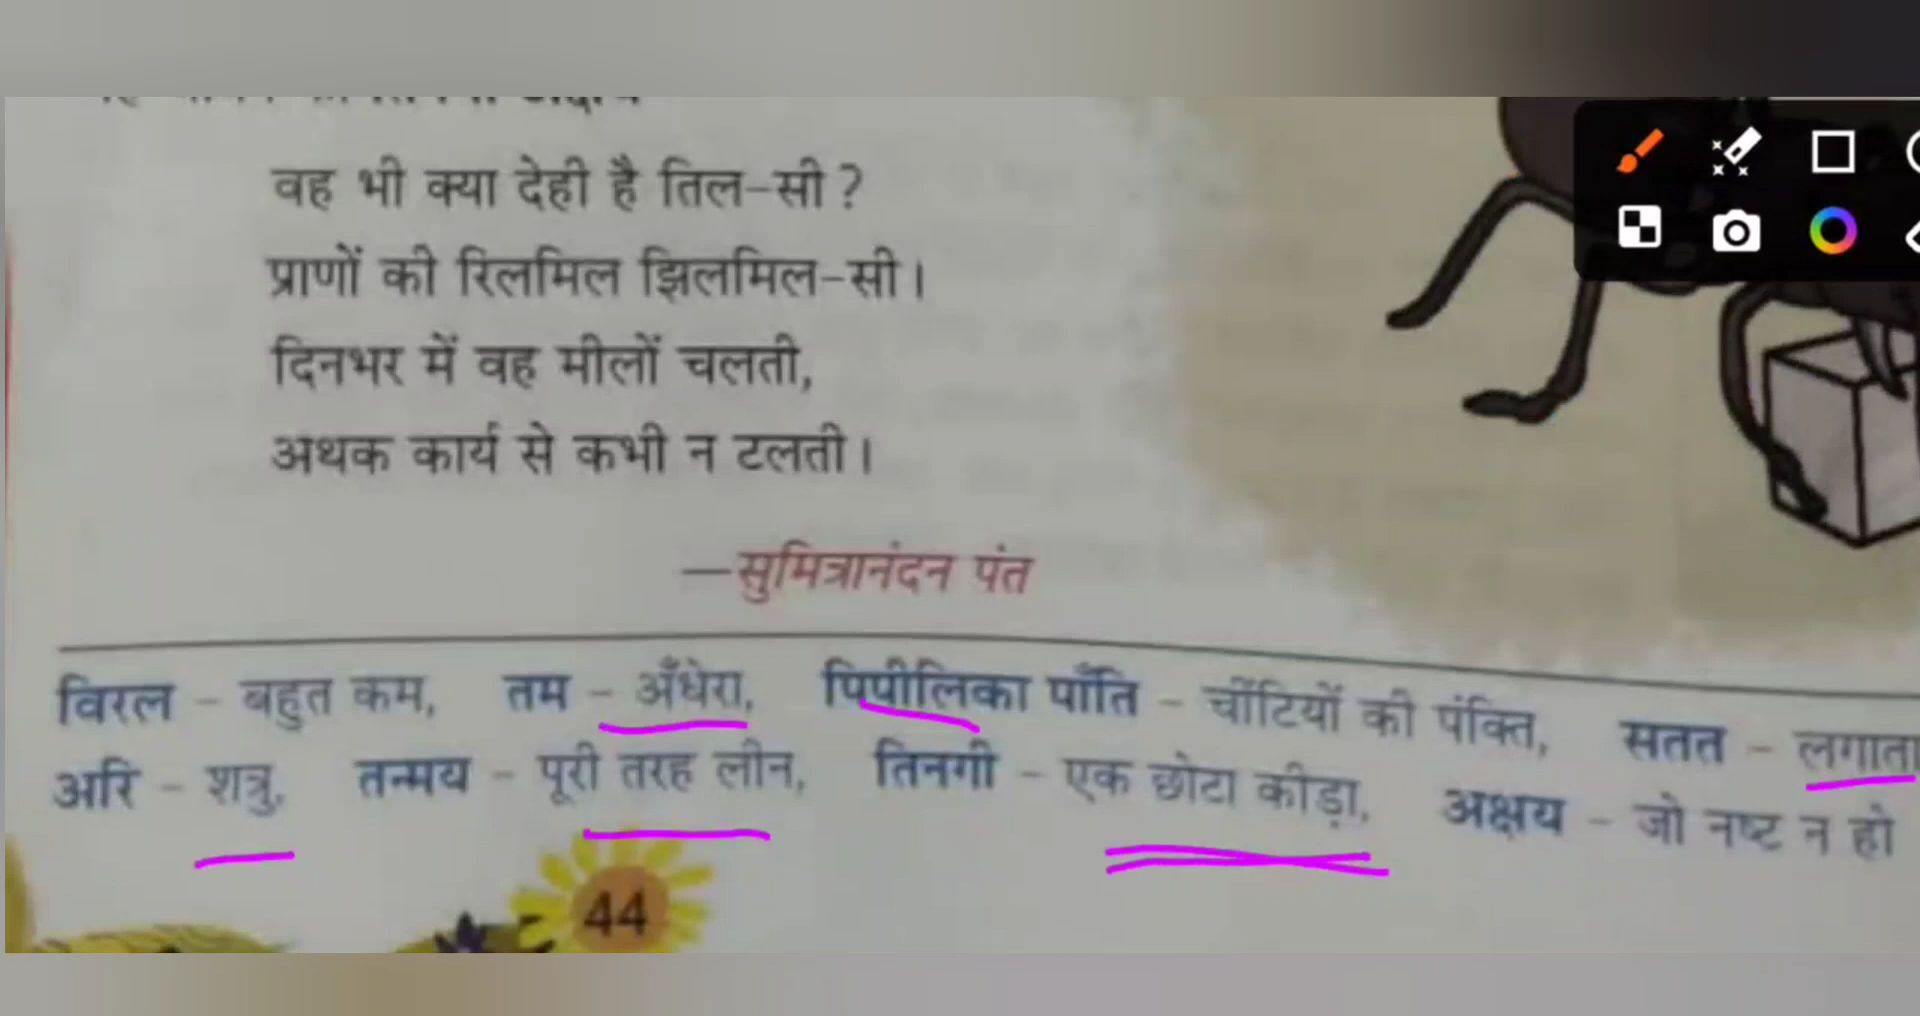 वह भी क्या देही है तिल-सी?
प्राणों की रिलमिल झिलमिल-सी।
दिनभर में वह मीलों चलती,
अथक कार्य से कभी न टलती।
—सुमित्रानंदन पंत
विरल - बहुत कम, तम - अँधेरा, पिपीलिका पाँति - चींटियों की पंक्ति, सतत - लगाता
अरि - शत्रु, तन्मय - पूरी तरह लीन, तिनगी - एक छोटा कीड़ा, अक्षय - जो नष्ट न हो
44